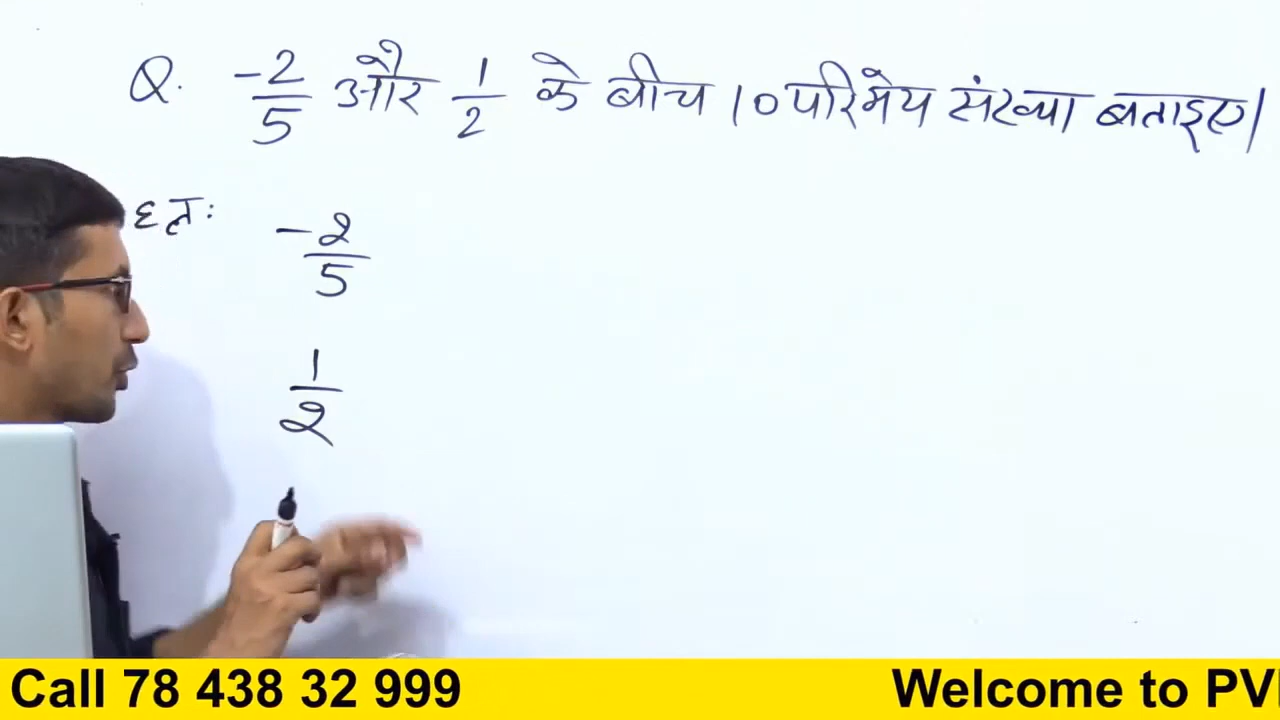 Q. -2/5 और 1/2 के बीच 10 परिमेय संख्या बताइए।
हल:
-2/5
1/2
Call 78 438 32 999
Welcome to PV